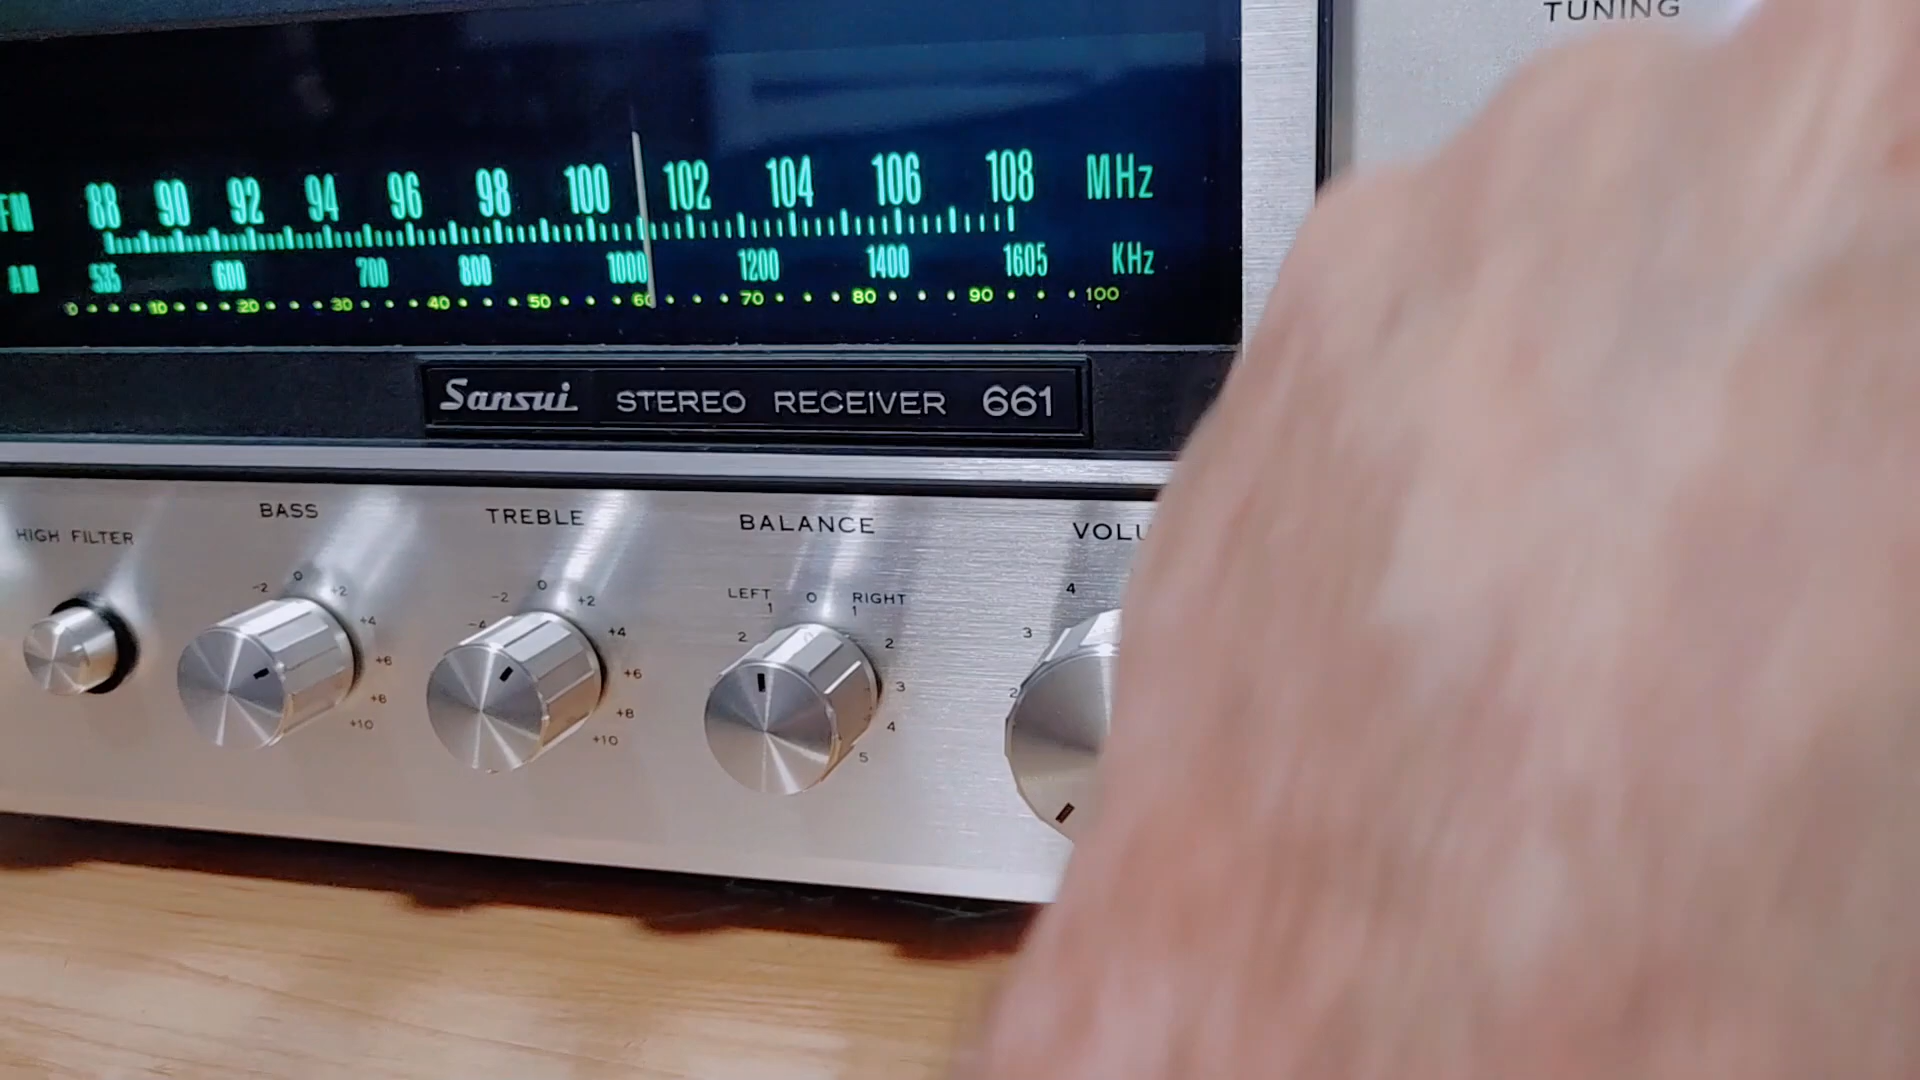 TUNING
FM 88 90 92 94 96 98 100 102 104 106 108 MHz
AM 535 600 700 800 1000 1200 1400 1605 KHz
0 10 20 30 40 50 60 70 80 90 100
Sansui STEREO RECEIVER 661
HIGH FILTER
BASS
-2 0 +2 +4 +6 +8 +10
TREBLE
-4 -2 0 +2 +4 +6 +8 +10
BALANCE
LEFT 0 RIGHT
2 1 1 2 3 4 5
VOLU
2 3 4